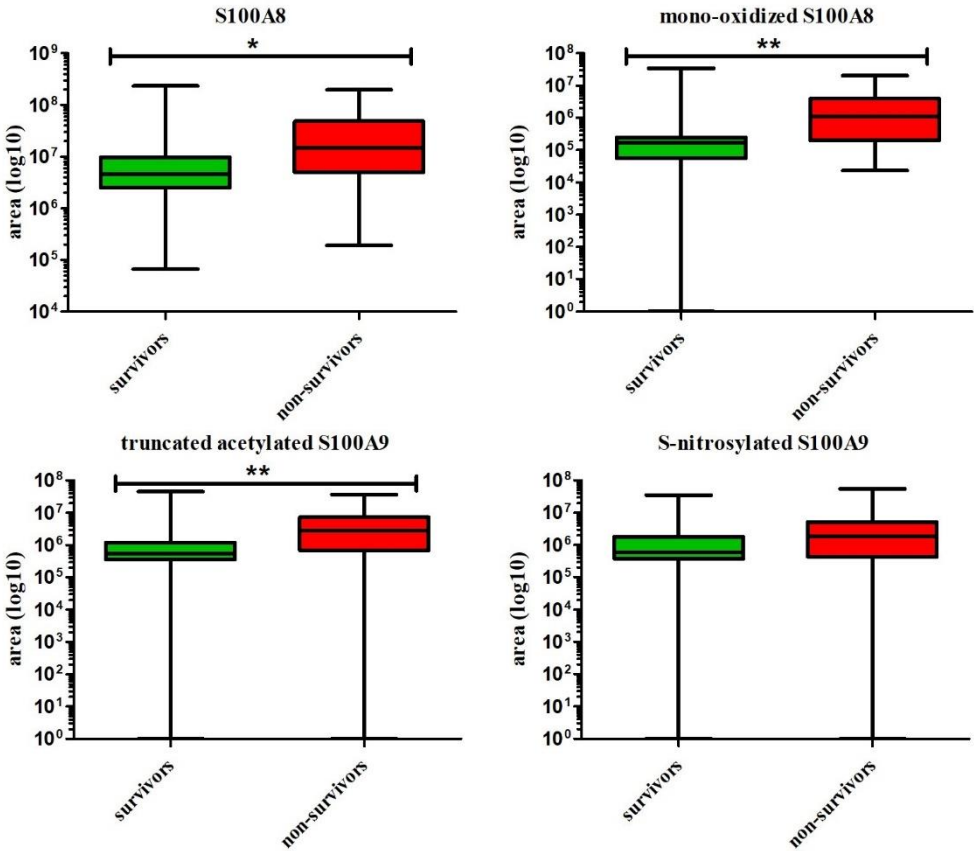 S100A8
*
area (log10)
10⁹
10⁸
10⁷
10⁶
10⁵
10⁴
survivors
non-survivors
mono-oxidized S100A8
**
area (log10)
10⁸
10⁷
10⁶
10⁵
10⁴
10³
10²
10¹
10⁰
survivors
non-survivors
truncated acetylated S100A9
**
area (log10)
10⁸
10⁷
10⁶
10⁵
10⁴
10³
10²
10¹
10⁰
survivors
non-survivors
S-nitrosylated S100A9
area (log10)
10⁸
10⁷
10⁶
10⁵
10⁴
10³
10²
10¹
10⁰
survivors
non-survivors